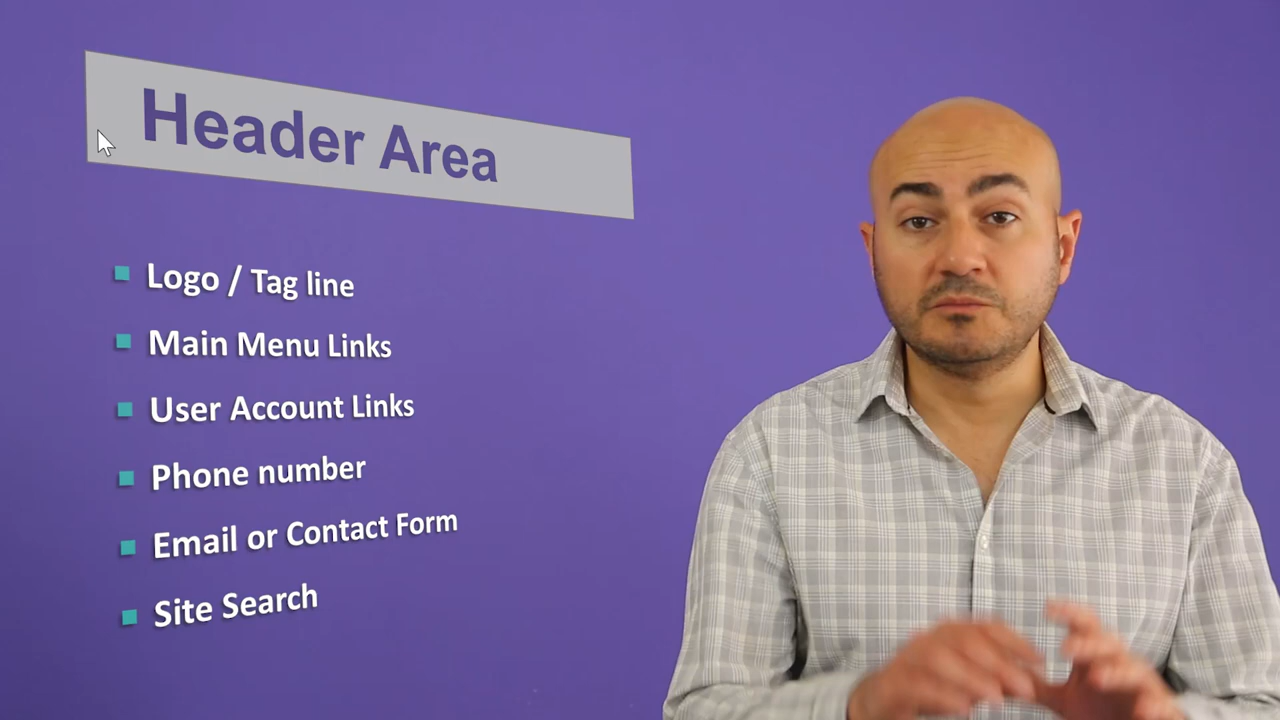 Header Area
Logo / Tag line
Main Menu Links
User Account Links
Phone number
Email or Contact Form
Site Search